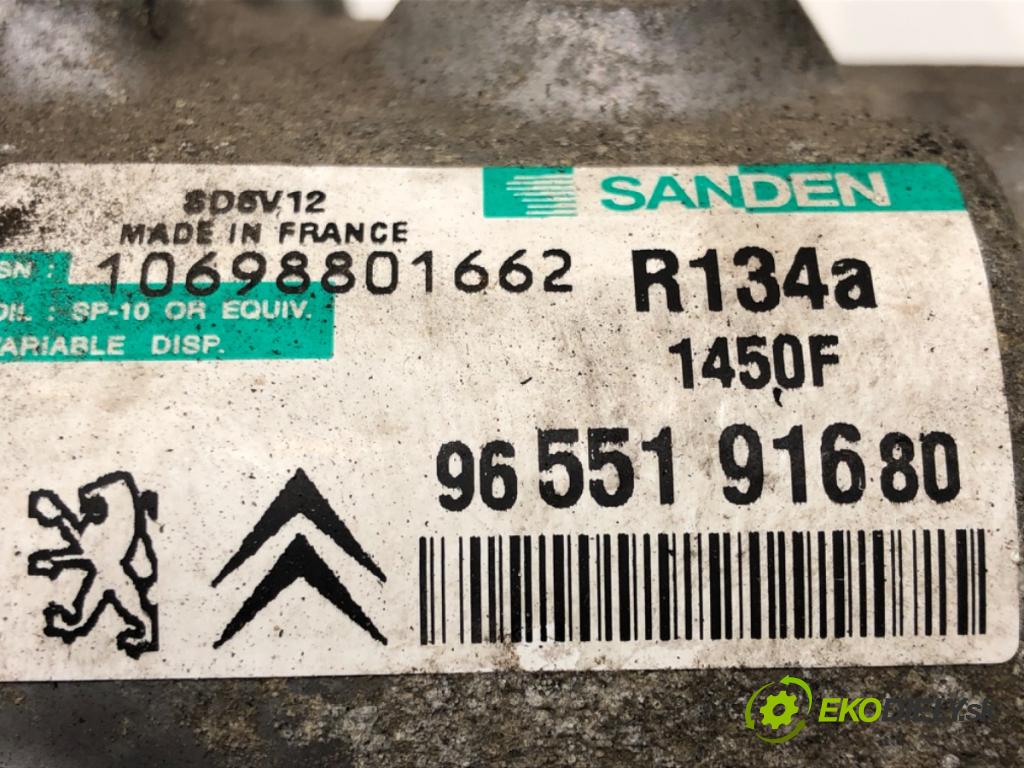 SANDEN
SD6V12
MADE IN FRANCE
SN : 10698801662
R134a
OIL : SP-10 OR EQUIV.
VARIABLE DISP.
1450F
96 551 916 80
EKODIELY.sk